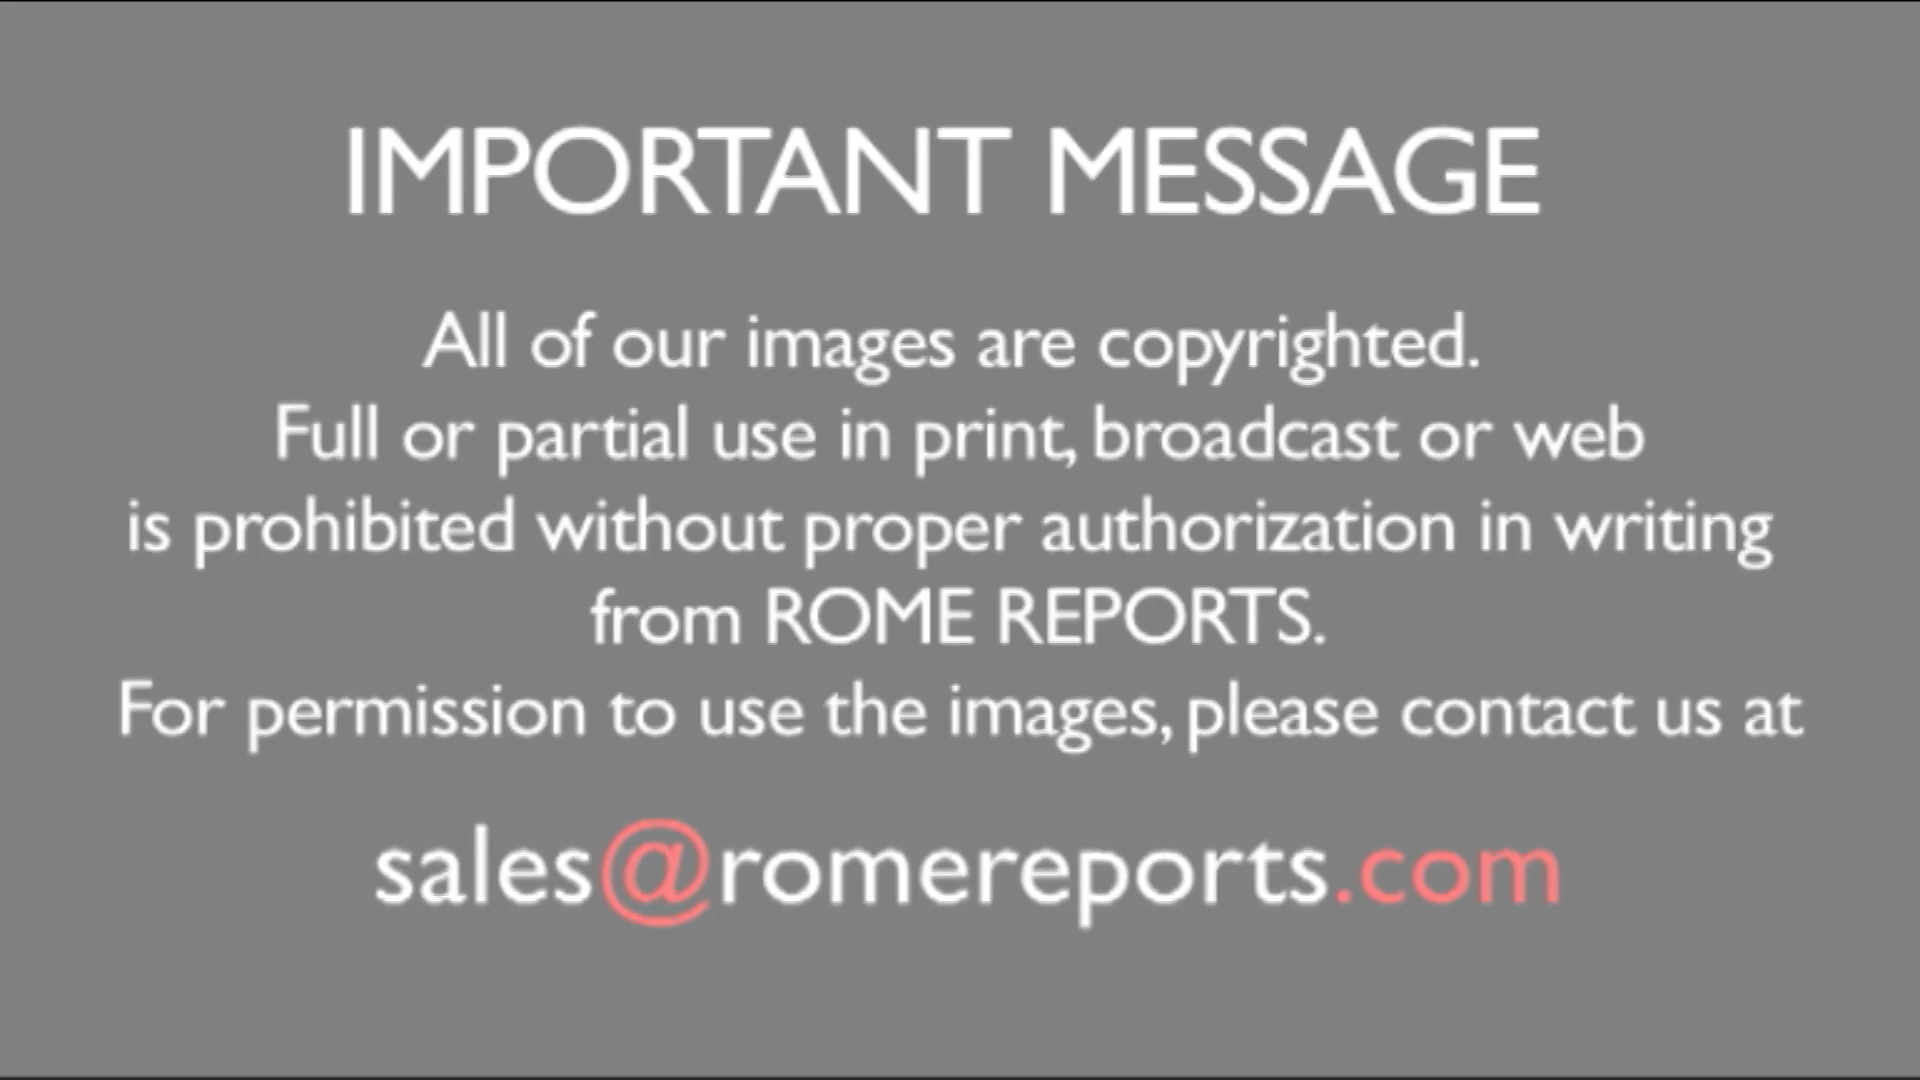 IMPORTANT MESSAGE
All of our images are copyrighted.
Full or partial use in print, broadcast or web
is prohibited without proper authorization in writing
from ROME REPORTS.
For permission to use the images, please contact us at
sales@romereports.com